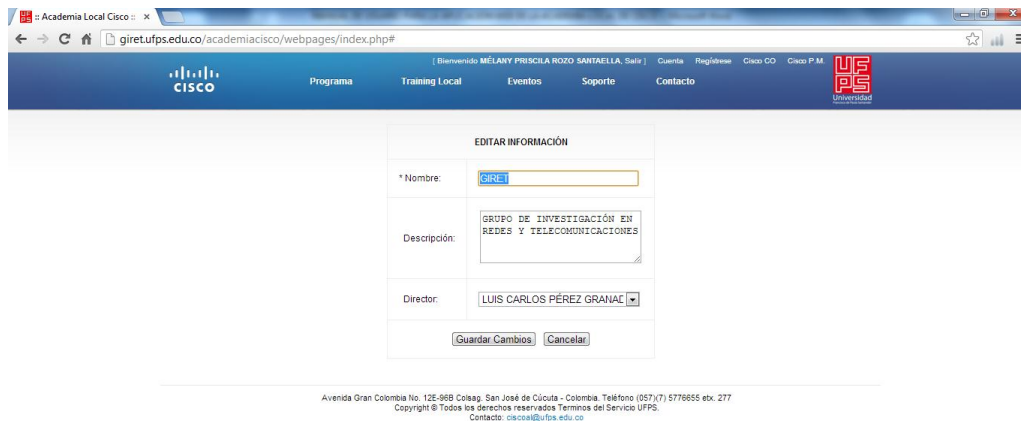 :: Academia Local Cisco ::
giret.ufps.edu.co/academiacisco/webpages/index.php#
[ Bienvenido MÉLANY PRISCILA ROZO SANTAELLA, Salir ] Cuenta Regístrese Cisco CO Cisco P.M.
CISCO
Programa Training Local Eventos Soporte Contacto
UFPS
Universidad
EDITAR INFORMACIÓN
* Nombre: GIRET
Descripción: GRUPO DE INVESTIGACIÓN EN
REDES Y TELECOMUNICACIONES
Director: LUIS CARLOS PÉREZ GRANAD
Guardar Cambios Cancelar
Avenida Gran Colombia No. 12E-96B Colsag. San José de Cúcuta - Colombia. Teléfono (057)(7) 5776655 etx. 277
Copyright © Todos los derechos reservados Terminos del Servicio UFPS.
Contacto: ciscoal@ufps.edu.co